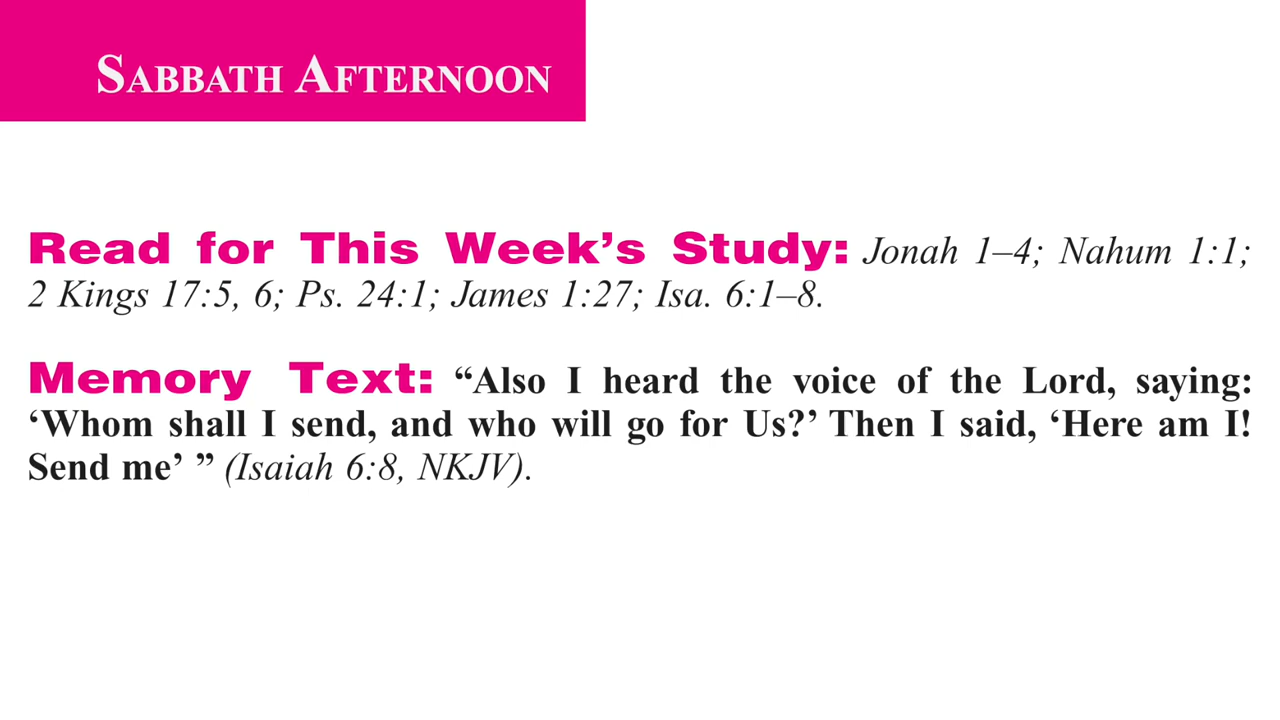 SABBATH AFTERNOON
Read for This Week’s Study: Jonah 1–4; Nahum 1:1;
2 Kings 17:5, 6; Ps. 24:1; James 1:27; Isa. 6:1–8.
Memory Text: “Also I heard the voice of the Lord, saying:
‘Whom shall I send, and who will go for Us?’ Then I said, ‘Here am I!
Send me’ ” (Isaiah 6:8, NKJV).